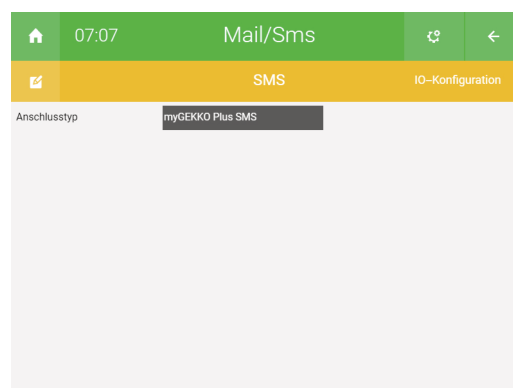 07:07 Mail/Sms
SMS IO-Konfiguration
Anschlusstyp myGEKKO Plus SMS